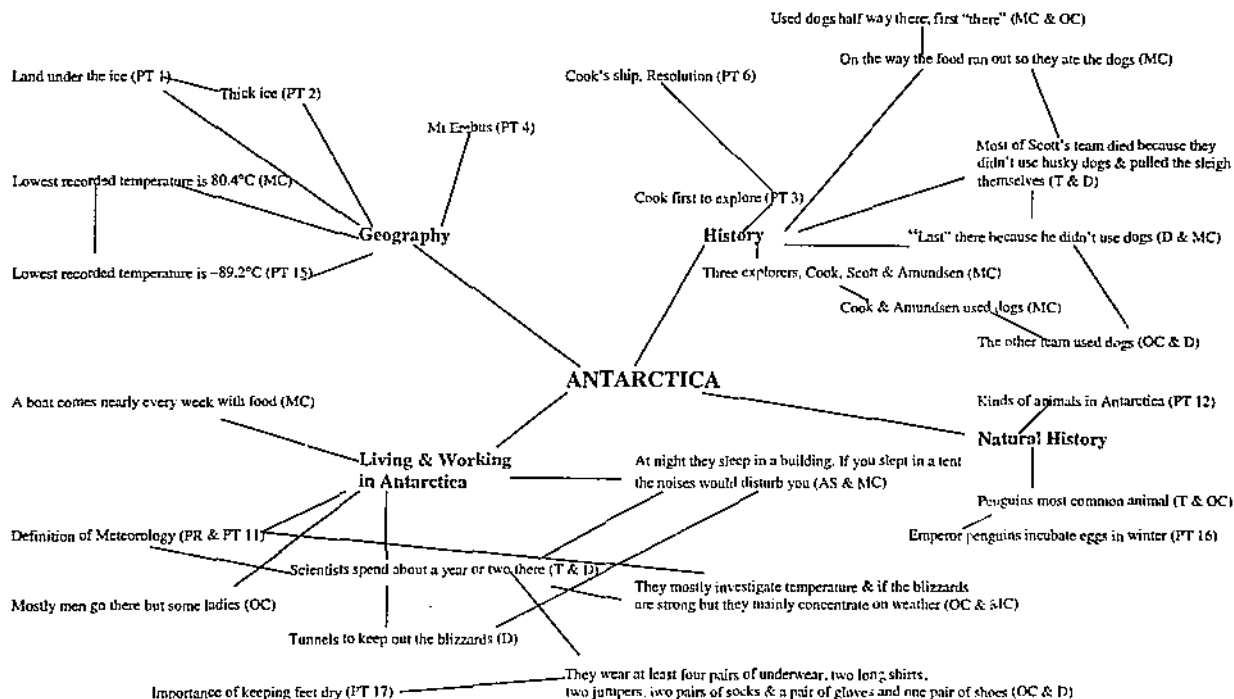 Used dogs half way there, first "there" (MC & OC)
On the way the food ran out so they ate the dogs (MC)
Land under the ice (PT 1)
Thick ice (PT 2)
Cook's ship, Resolution (PT 6)
Mt Erebus (PT 4)
Most of Scott's team died because they
didn't use husky dogs & pulled the sleigh
themselves (T & D)
Lowest recorded temperature is 80.4°C (MC)
Cook first to explore (PT 3)
Geography
History
"Last" there because he didn't use dogs (D & MC)
Lowest recorded temperature is –89.2°C (PT 15)
Three explorers, Cook, Scott & Amundsen (MC)
Cook & Amundsen used dogs (MC)
The other team used dogs (OC & D)
ANTARCTICA
A boat comes nearly every week with food (MC)
Kinds of animals in Antarctica (PT 12)
Natural History
Living & Working
in Antarctica
At night they sleep in a building. If you slept in a tent
the noises would disturb you (AS & MC)
Penguins most common animal (T & OC)
Definition of Meteorology (PR & PT 11)
Emperor penguins incubate eggs in winter (PT 16)
Scientists spend about a year or two there (T & D)
They mostly investigate temperature & if the blizzards
are strong but they mainly concentrate on weather (OC & MC)
Mostly men go there but some ladies (OC)
Tunnels to keep out the blizzards (D)
They wear at least four pairs of underwear, two long shirts,
two jumpers, two pairs of socks & a pair of gloves and one pair of shoes (OC & D)
Importance of keeping feet dry (PT 17)